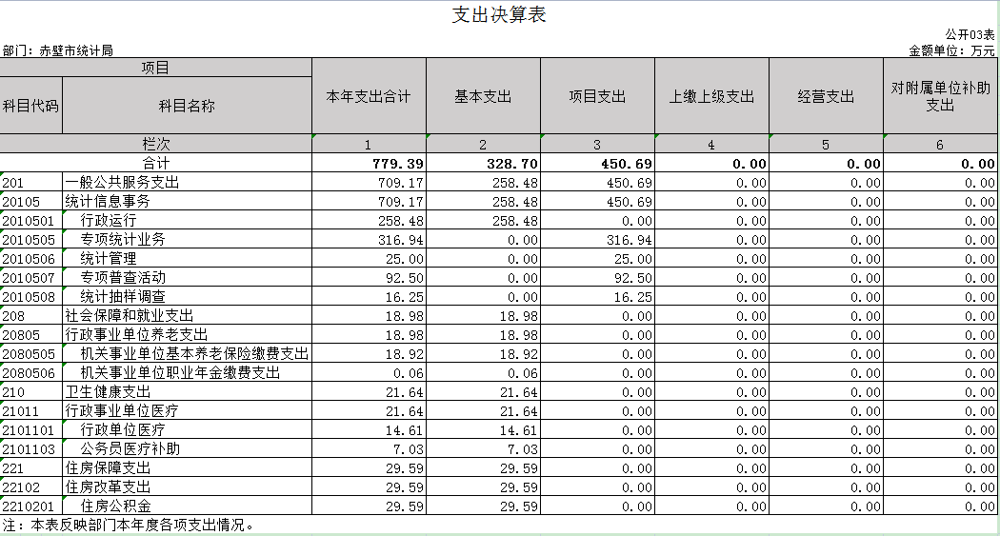 支出决算表
公开03表
部门：赤壁市统计局 金额单位：万元
项目 本年支出合计 基本支出 项目支出 上缴上级支出 经营支出 对附属单位补助支出
科目代码 科目名称
栏次 1 2 3 4 5 6
合计 779.39 328.70 450.69 0.00 0.00 0.00
201 一般公共服务支出 709.17 258.48 450.69 0.00 0.00 0.00
20105 统计信息事务 709.17 258.48 450.69 0.00 0.00 0.00
2010501 行政运行 258.48 258.48 0.00 0.00 0.00 0.00
2010505 专项统计业务 316.94 0.00 316.94 0.00 0.00 0.00
2010506 统计管理 25.00 0.00 25.00 0.00 0.00 0.00
2010507 专项普查活动 92.50 0.00 92.50 0.00 0.00 0.00
2010508 统计抽样调查 16.25 0.00 16.25 0.00 0.00 0.00
208 社会保障和就业支出 18.98 18.98 0.00 0.00 0.00 0.00
20805 行政事业单位养老支出 18.98 18.98 0.00 0.00 0.00 0.00
2080505 机关事业单位基本养老保险缴费支出 18.92 18.92 0.00 0.00 0.00 0.00
2080506 机关事业单位职业年金缴费支出 0.06 0.06 0.00 0.00 0.00 0.00
210 卫生健康支出 21.64 21.64 0.00 0.00 0.00 0.00
21011 行政事业单位医疗 21.64 21.64 0.00 0.00 0.00 0.00
2101101 行政单位医疗 14.61 14.61 0.00 0.00 0.00 0.00
2101103 公务员医疗补助 7.03 7.03 0.00 0.00 0.00 0.00
221 住房保障支出 29.59 29.59 0.00 0.00 0.00 0.00
22102 住房改革支出 29.59 29.59 0.00 0.00 0.00 0.00
2210201 住房公积金 29.59 29.59 0.00 0.00 0.00 0.00
注：本表反映部门本年度各项支出情况。